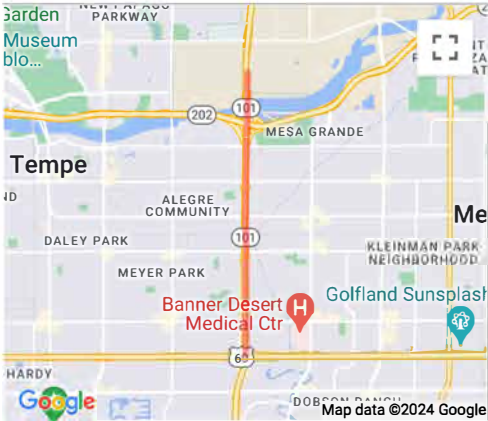 Garden
NEW PAPAGO
PARKWAY
Museum
blo...
101
202
MESA GRANDE
Tempe
ALEGRE
COMMUNITY
Me
101
DALEY PARK
KLEINMAN PARK
NEIGHBORHOOD
MEYER PARK
Banner Desert
Medical Ctr
H
Golfland Sunsplash
60
HARDY
Google
DOBSON RANCH
Map data ©2024 Google